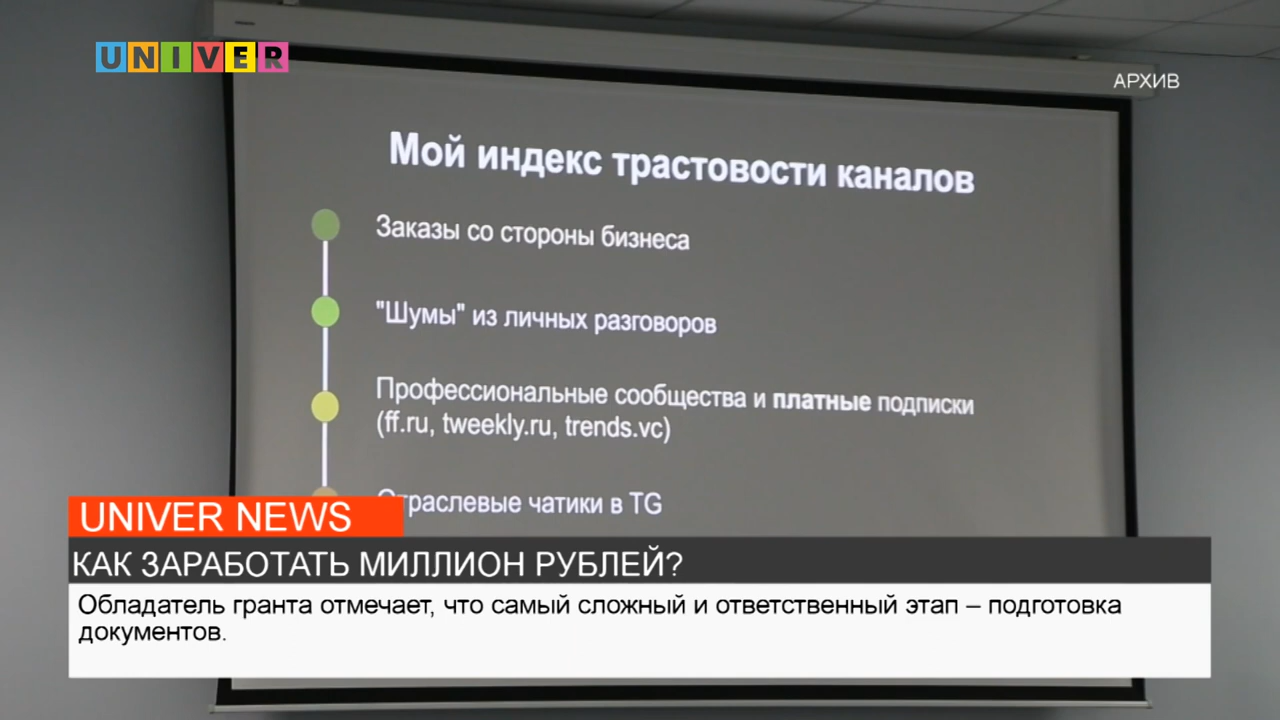 UNIVER
АРХИВ
Мой индекс трастовости каналов
Заказы со стороны бизнеса
"Шумы" из личных разговоров
Профессиональные сообщества и платные подписки
(ff.ru, tweekly.ru, trends.vc)
Отраслевые чатики в TG
UNIVER NEWS
КАК ЗАРАБОТАТЬ МИЛЛИОН РУБЛЕЙ?
Обладатель гранта отмечает, что самый сложный и ответственный этап – подготовка
документов.